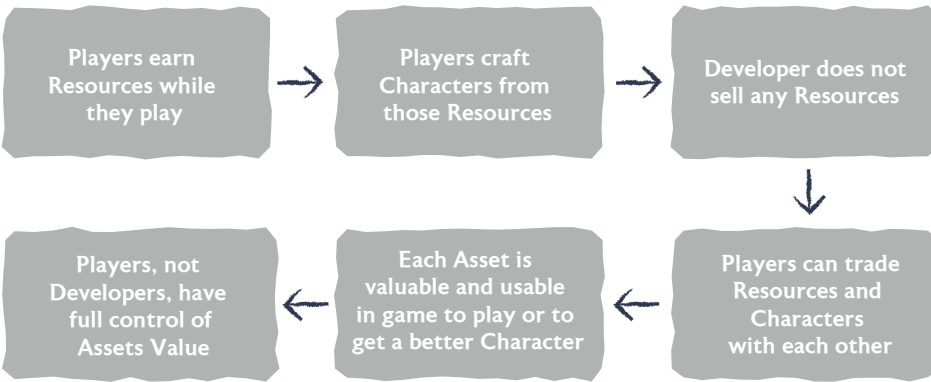 Players earn
Resources while
they play
Players craft
Characters from
those Resources
Developer does not
sell any Resources
Players can trade
Resources and
Characters
with each other
Each Asset is
valuable and usable
in game to play or to
get a better Character
Players, not
Developers, have
full control of
Assets Value